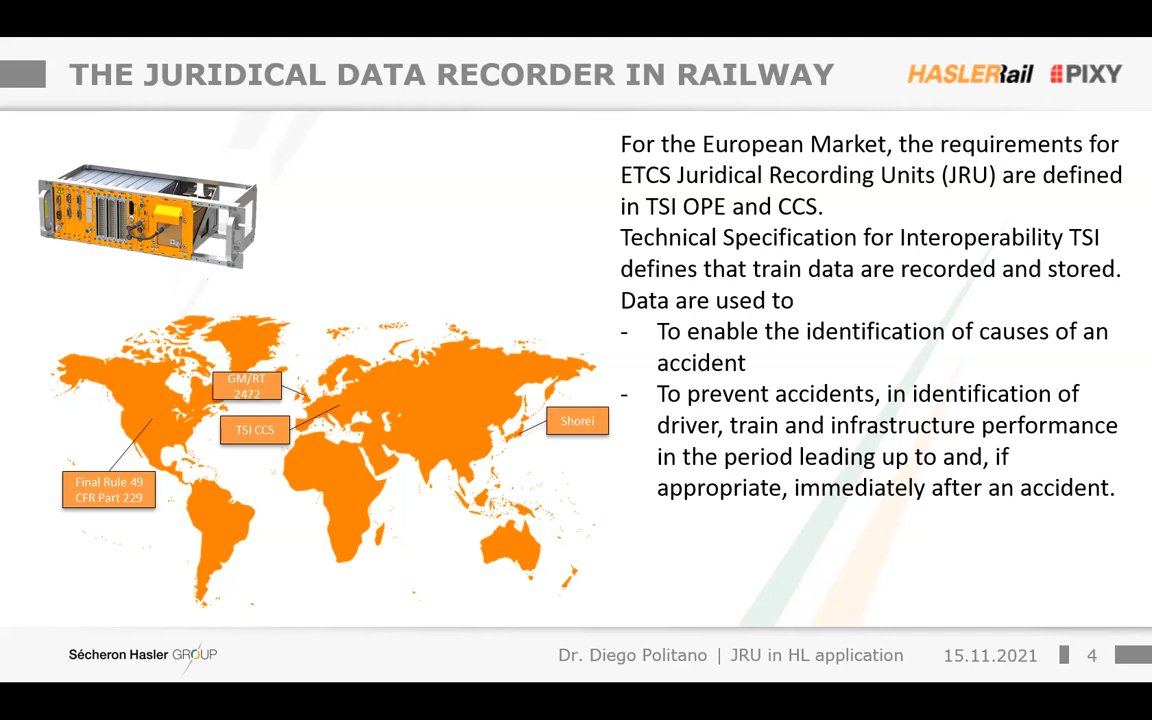 THE JURIDICAL DATA RECORDER IN RAILWAY
HASLERRail PIXY
For the European Market, the requirements for
ETCS Juridical Recording Units (JRU) are defined
in TSI OPE and CCS.
Technical Specification for Interoperability TSI
defines that train data are recorded and stored.
Data are used to
- To enable the identification of causes of an
accident
- To prevent accidents, in identification of
driver, train and infrastructure performance
in the period leading up to and, if
appropriate, immediately after an accident.
GM/RT
2472
TSI CCS
Shorei
Final Rule 49
CFR Part 229
Sécheron Hasler GROUP
Dr. Diego Politano | JRU in HL application
15.11.2021
4